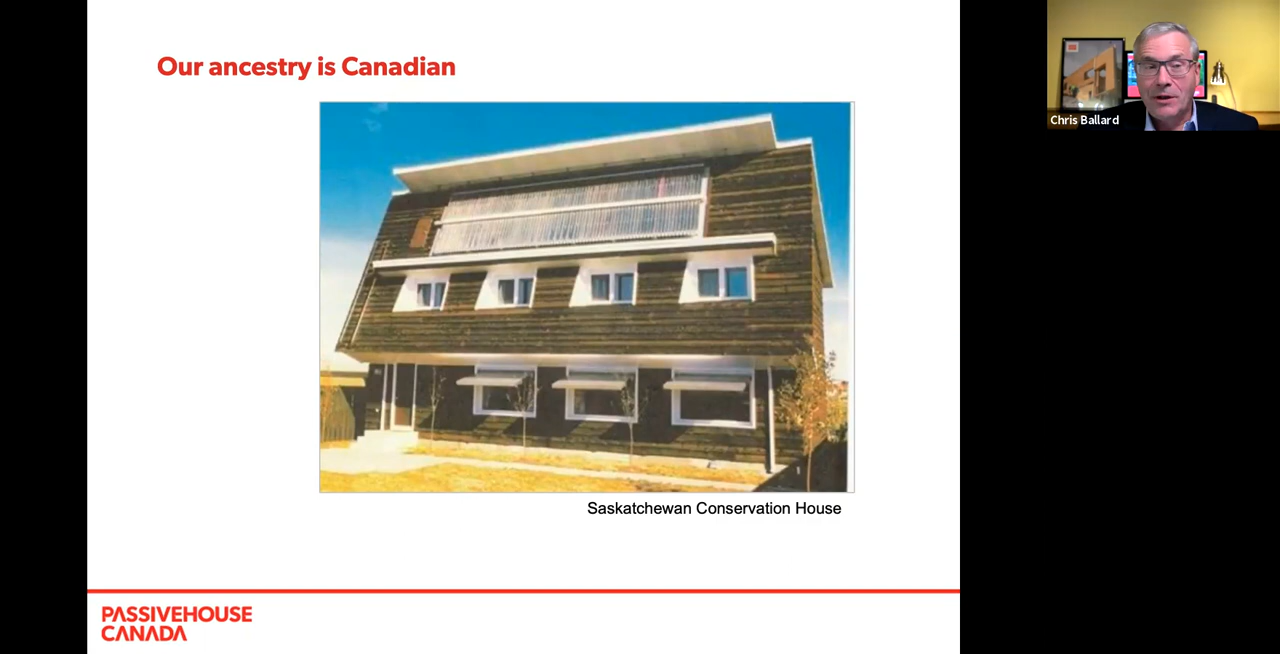 Our ancestry is Canadian
Chris Ballard
Saskatchewan Conservation House
PASSIVEHOUSE
CANADA